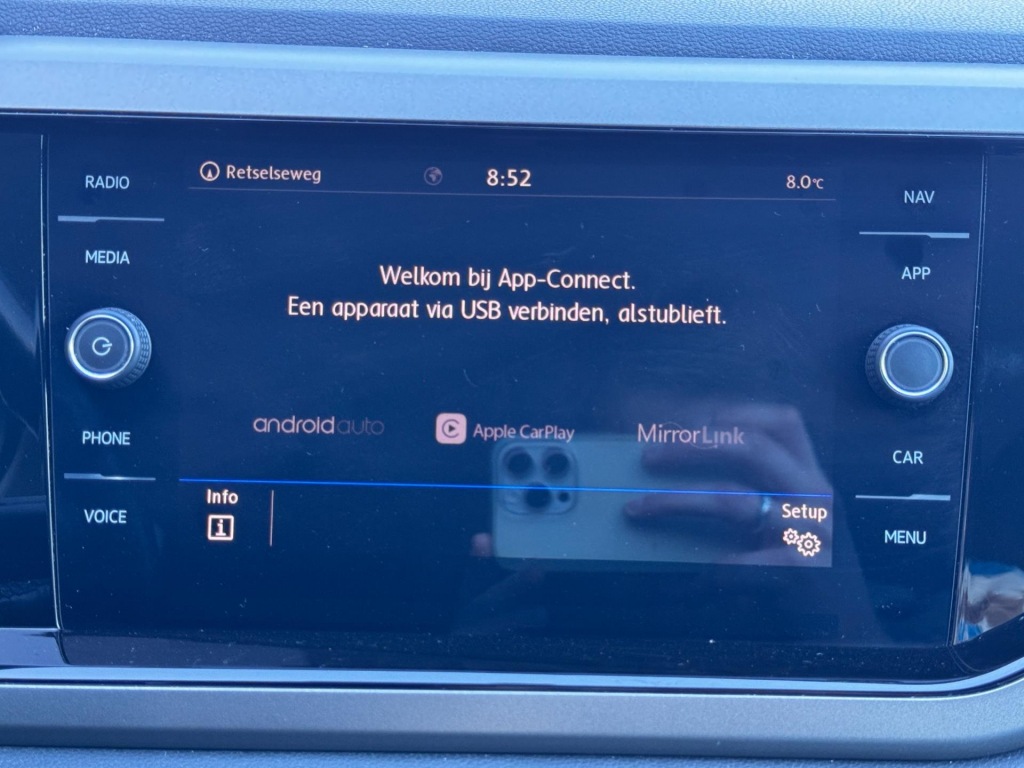 RADIO
MEDIA
PHONE
VOICE
Retselseweg 8:52 8.0°C
Welkom bij App-Connect.
Een apparaat via USB verbinden, alstublieft.
androidauto Apple CarPlay MirrorLink
Info Setup
NAV
APP
CAR
MENU